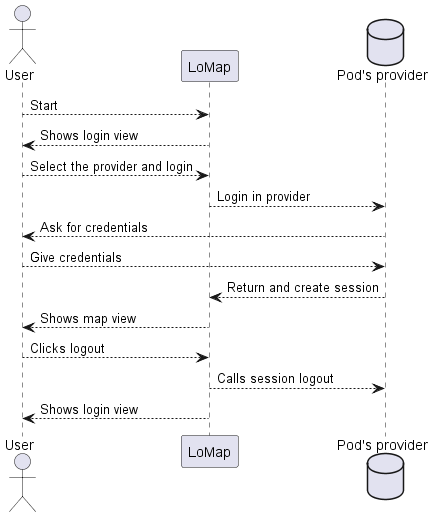 User
LoMap
Pod's provider
Start
Shows login view
Select the provider and login
Login in provider
Ask for credentials
Give credentials
Return and create session
Shows map view
Clicks logout
Calls session logout
Shows login view
User
LoMap
Pod's provider